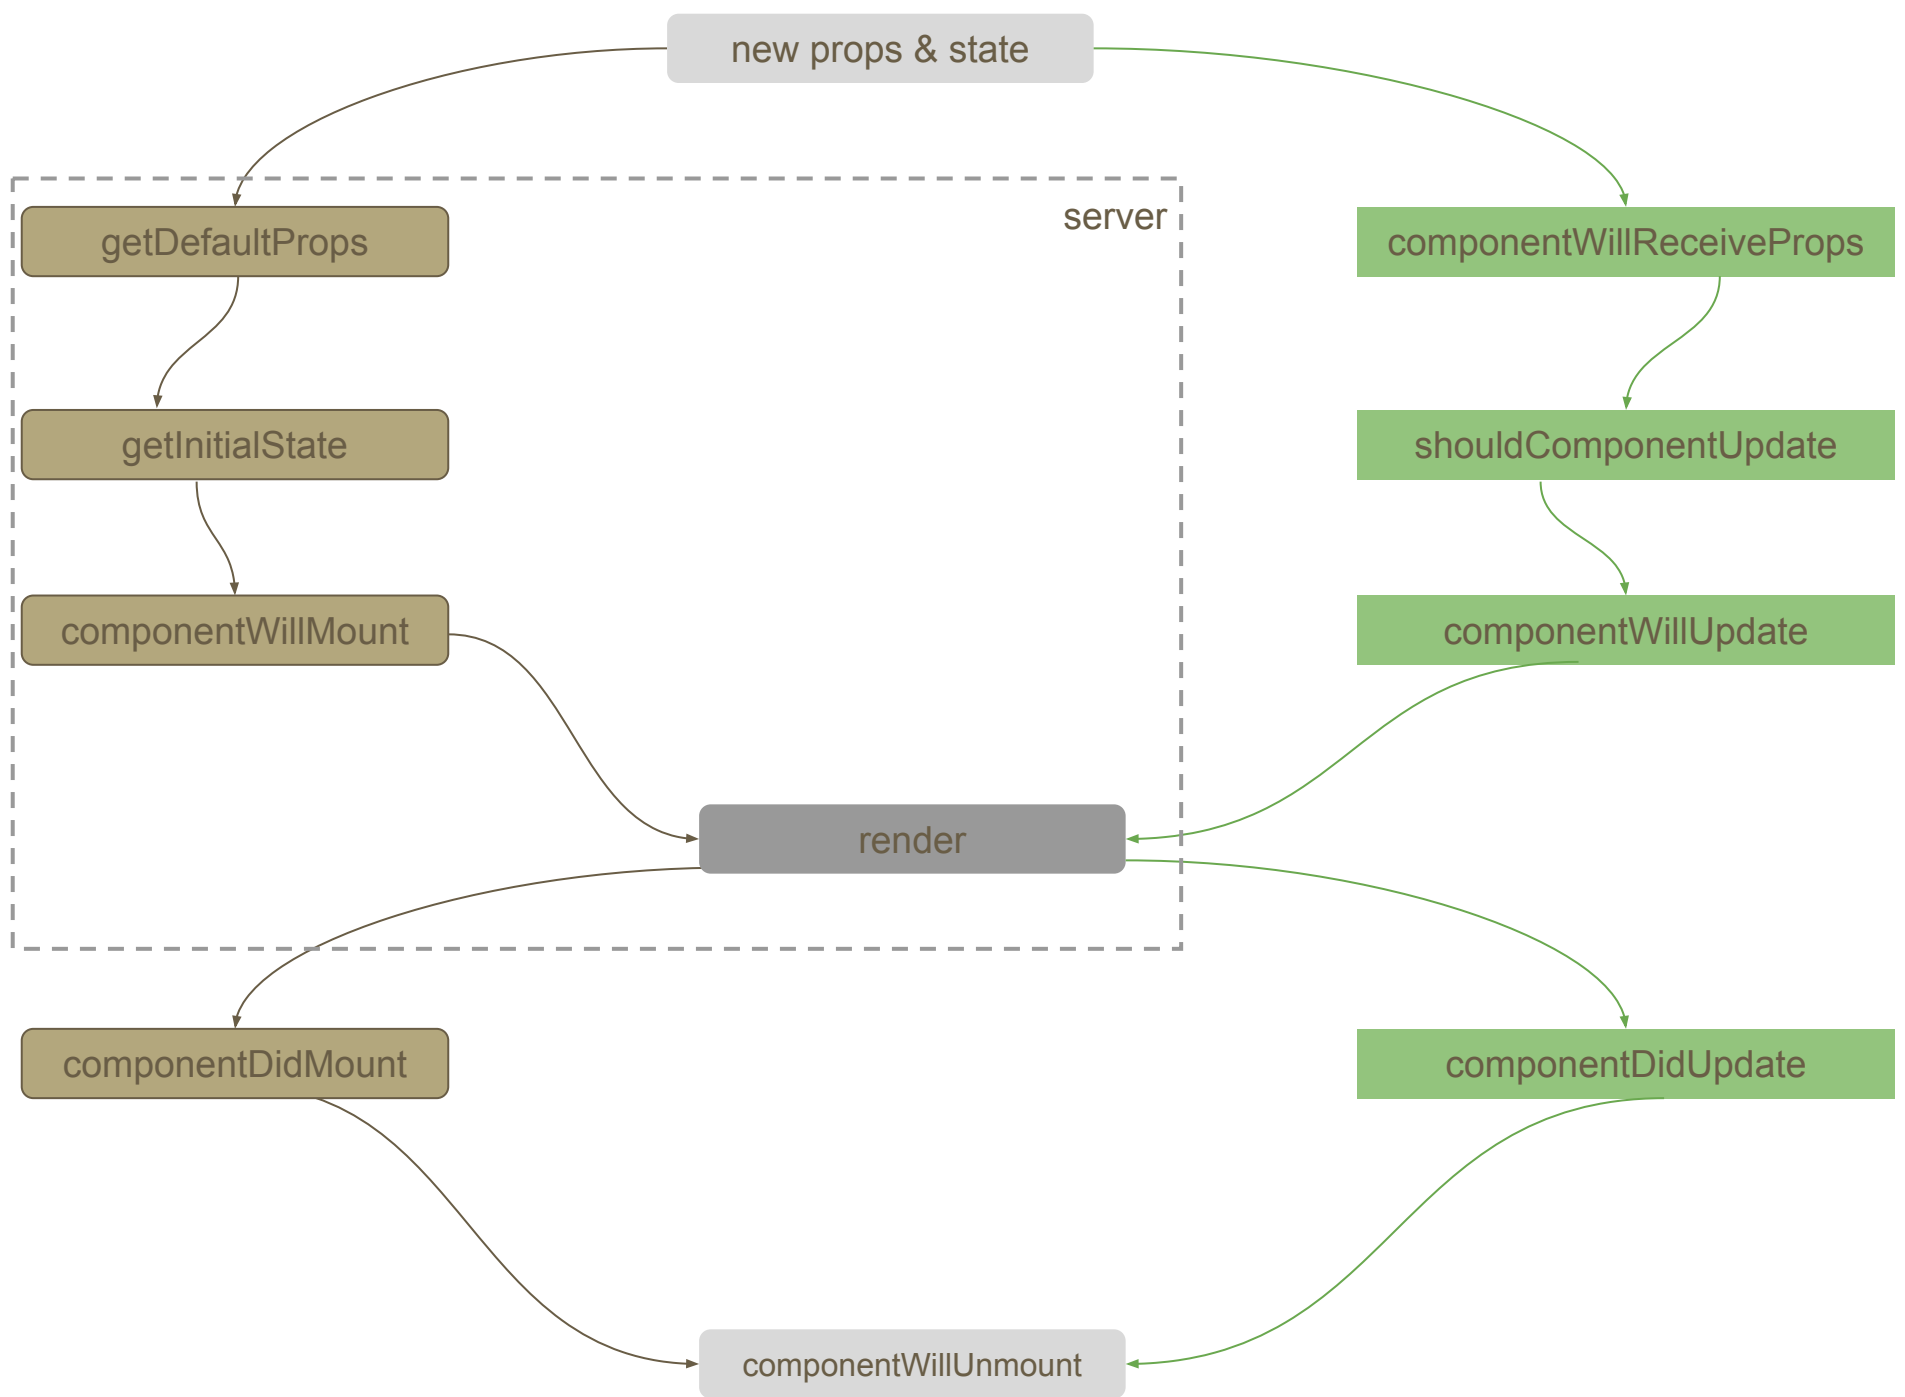 new props & state
server
getDefaultProps
componentWillReceiveProps
getInitialState
shouldComponentUpdate
componentWillMount
componentWillUpdate
render
componentDidMount
componentDidUpdate
componentWillUnmount